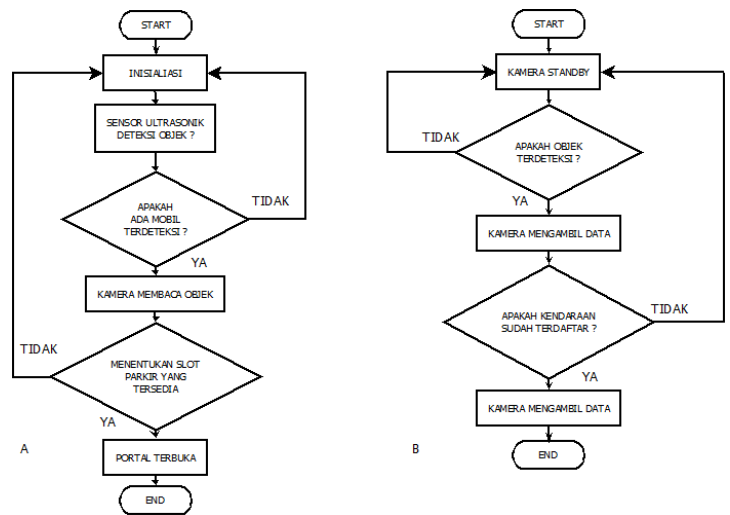 START
INISIALIASI
SENSOR ULTRASONIK
DETEKSI OBJEK ?
APAKAH
ADA MOBIL
TERDETEKSI ?
TIDAK
YA
KAMERA MEMBACA OBJEK
TIDAK
MENENTUKAN SLOT
PARKIR YANG
TERSEDIA
YA
A
PORTAL TERBUKA
END
START
KAMERA STANDBY
TIDAK
APAKAH OBJEK
TERDETEKSI ?
YA
KAMERA MENGAMBIL DATA
APAKAH KENDARAAN
SUDAH TERDAFTAR ?
TIDAK
YA
KAMERA MENGAMBIL DATA
B
END